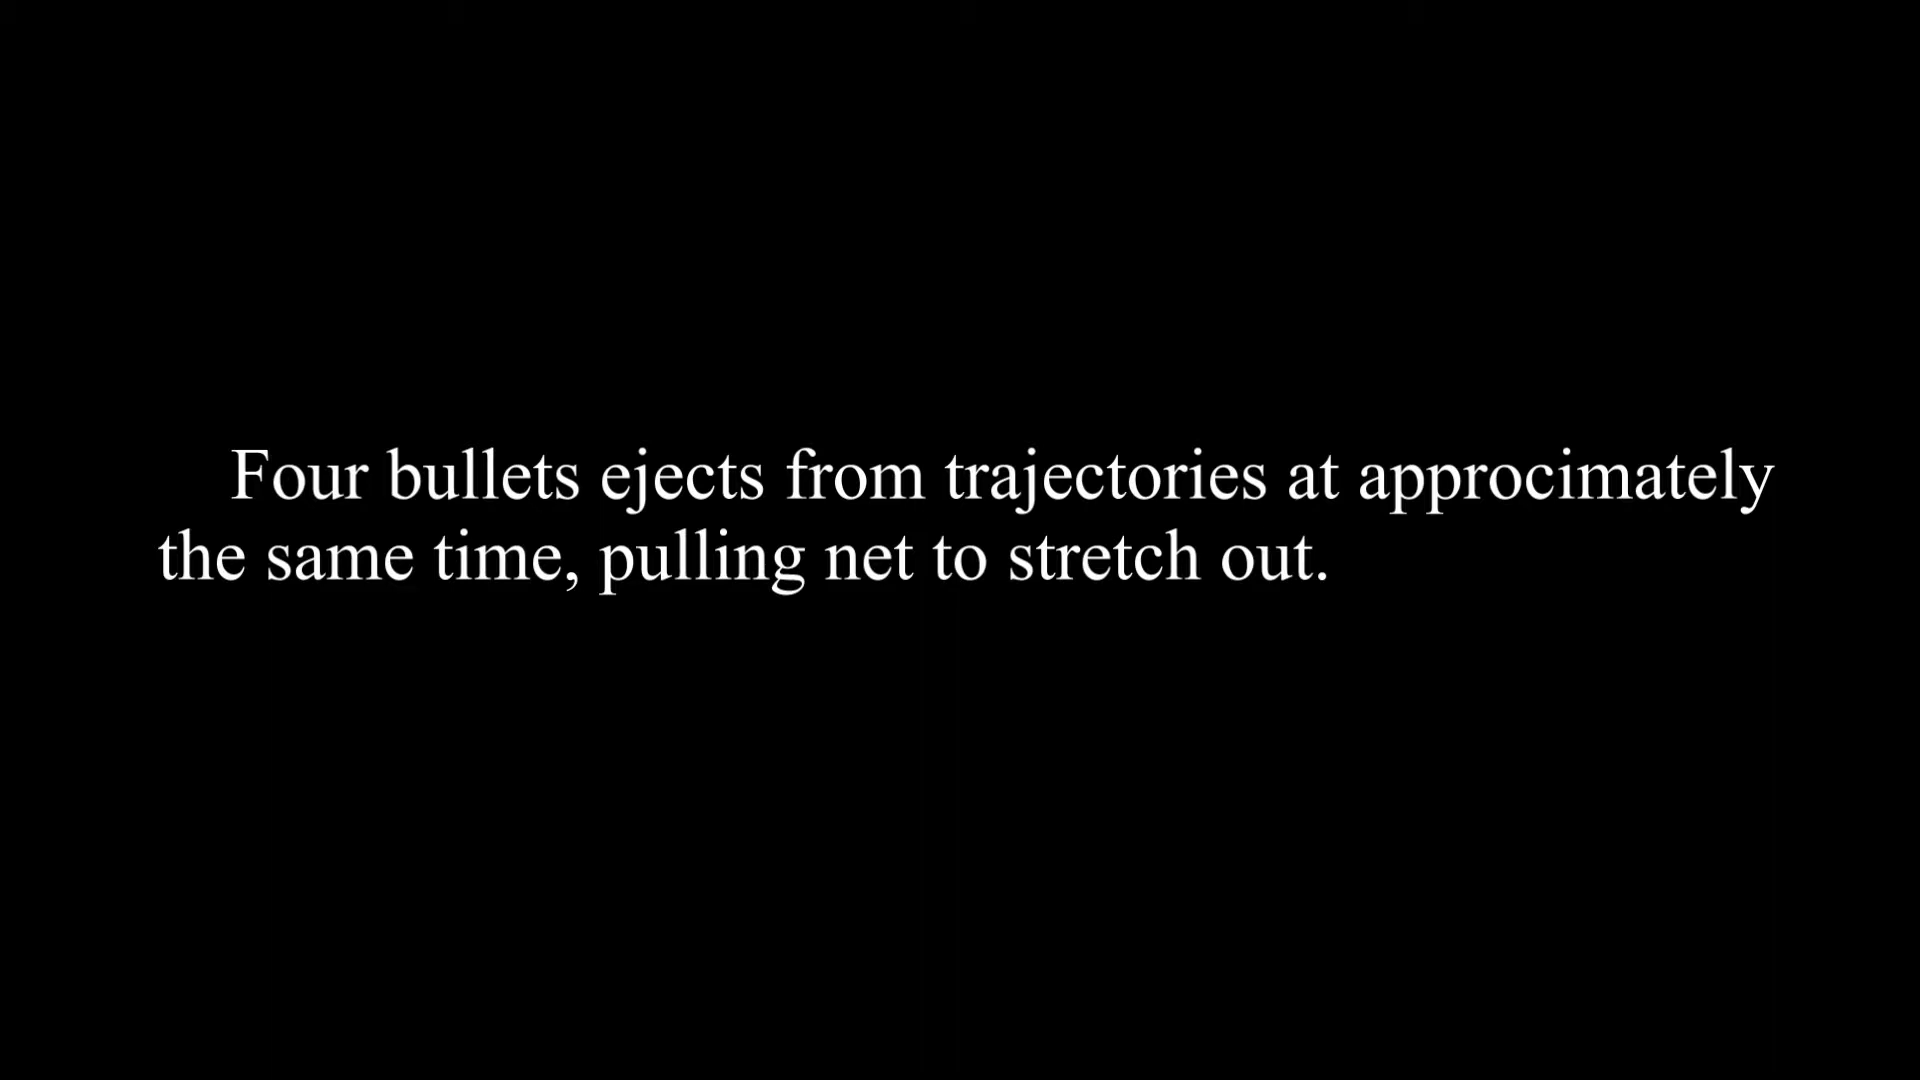 Four bullets ejects from trajectories at approcimately
the same time, pulling net to stretch out.